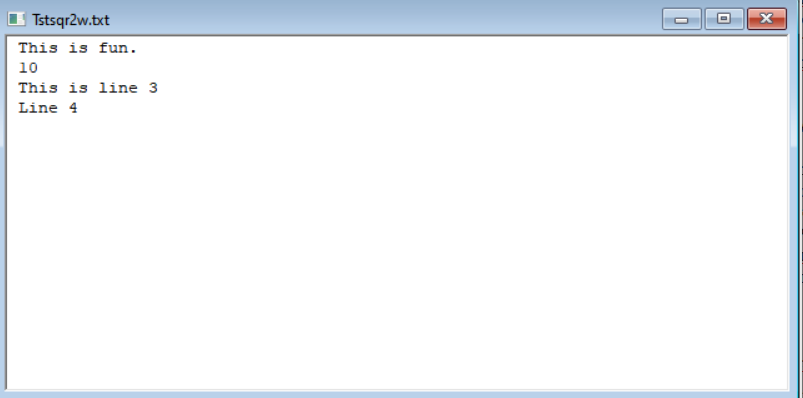 Tstsqr2w.txt
This is fun.
10
This is line 3
Line 4